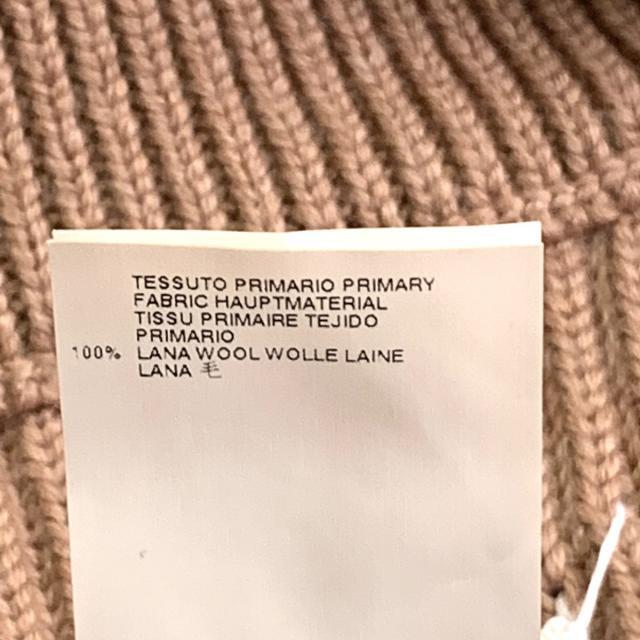 TESSUTO PRIMARIO PRIMARY
FABRIC HAUPTMATERIAL
TISSU PRIMAIRE TEJIDO
PRIMARIO
100% LANA WOOL WOLLE LAINE
LANA 毛